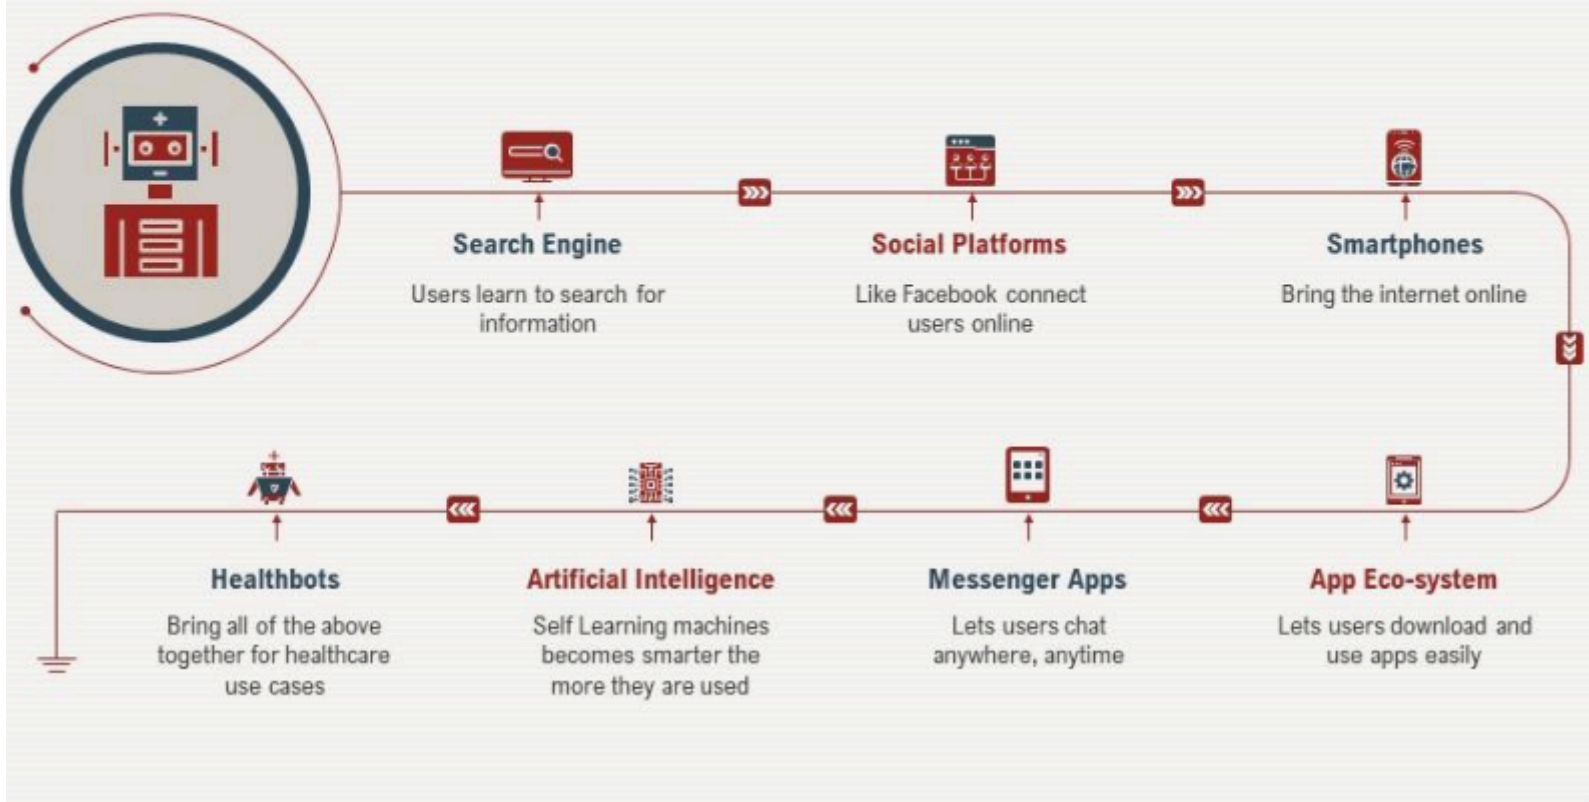 Search Engine
Users learn to search for
information
Social Platforms
Like Facebook connect
users online
Smartphones
Bring the internet online
Healthbots
Bring all of the above
together for healthcare
use cases
Artificial Intelligence
Self Learning machines
becomes smarter the
more they are used
Messenger Apps
Lets users chat
anywhere, anytime
App Eco-system
Lets users download and
use apps easily